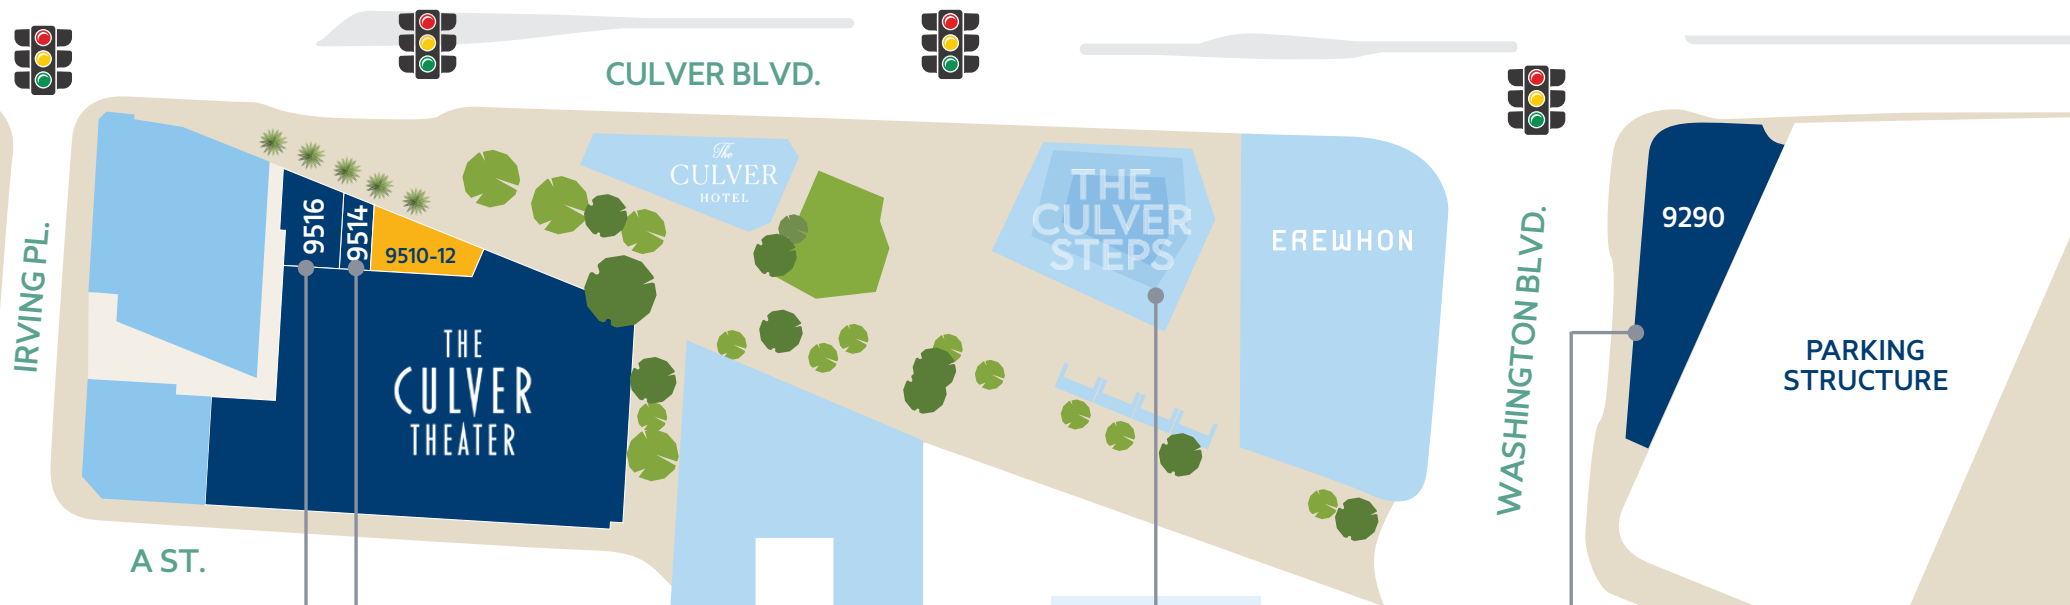 CULVER BLVD.
The
CULVER
HOTEL
THE
CULVER
STEPS
EREWHON
9516
9514
9510-12
9290
IRVING PL.
WASHINGTON BLVD.
THE
CULVER
THEATER
PARKING
STRUCTURE
A ST.